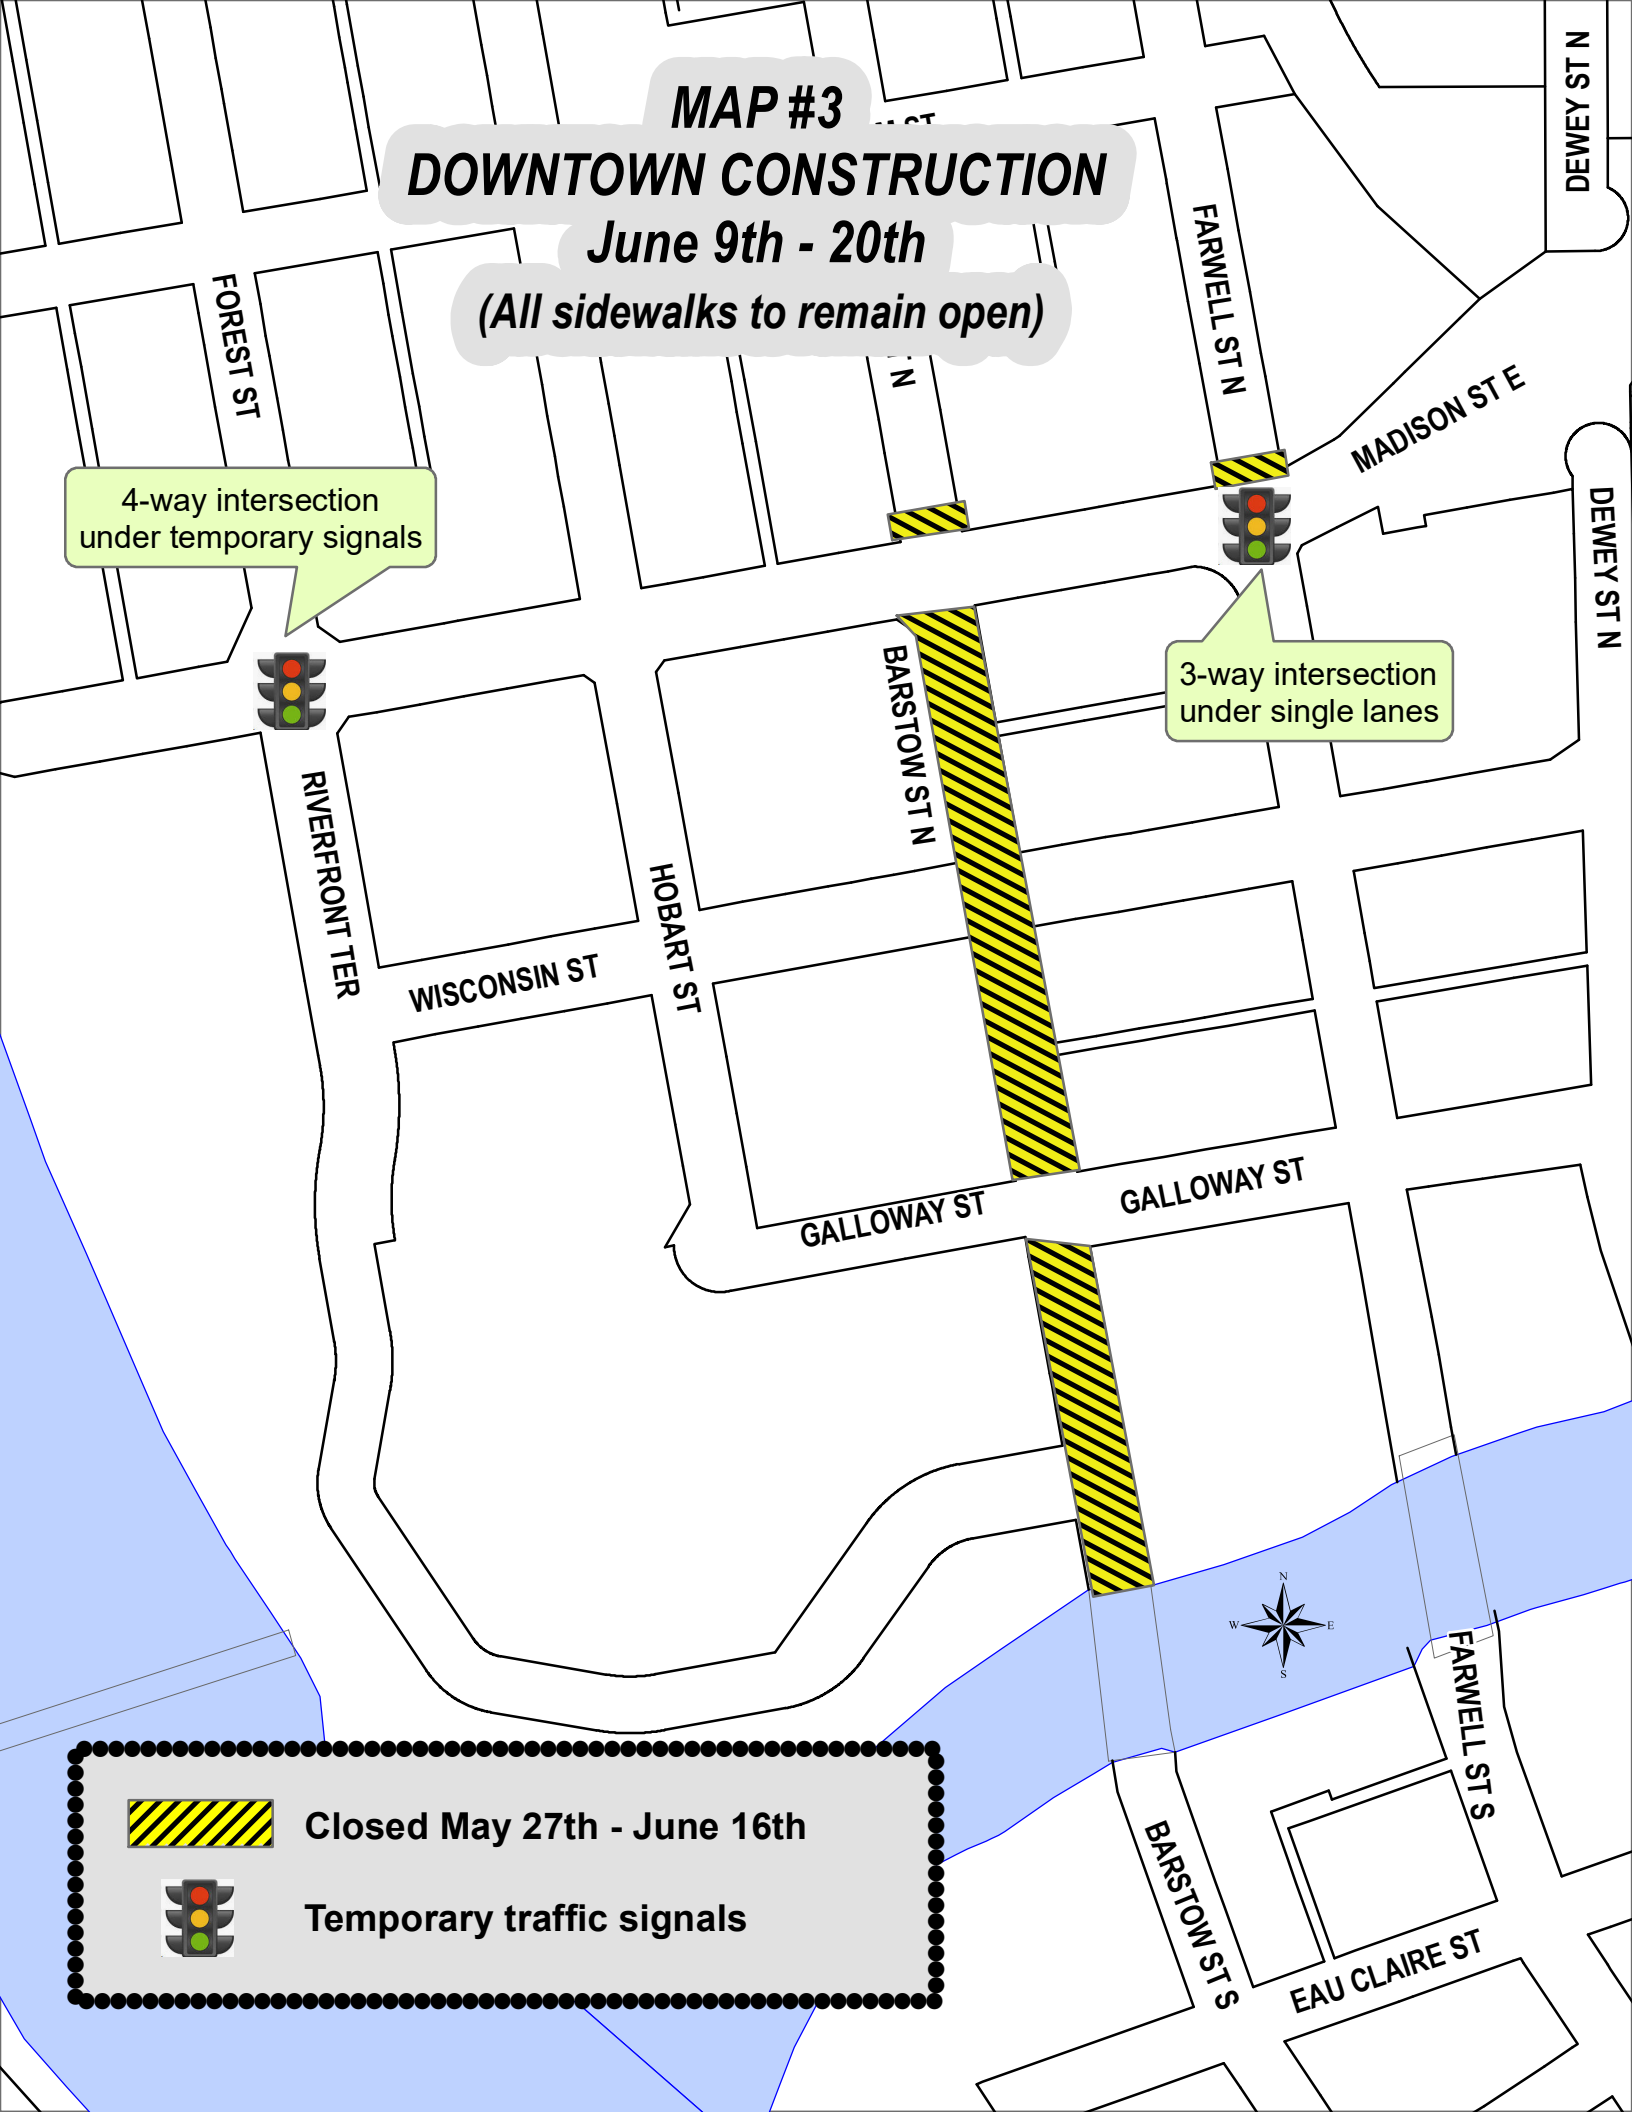 MAP #3
DOWNTOWN CONSTRUCTION
June 9th - 20th
(All sidewalks to remain open)
DEWEY ST N
ST
FARWELL ST N
FOREST ST
N
MADISON ST E
4-way intersection
under temporary signals
DEWEY ST N
3-way intersection
under single lanes
BARSTOW ST N
RIVERFRONT TER
HOBART ST
WISCONSIN ST
GALLOWAY ST
GALLOWAY ST
N
W
E
S
FARWELL ST S
Closed May 27th - June 16th
Temporary traffic signals
BARSTOW ST S
EAU CLAIRE ST